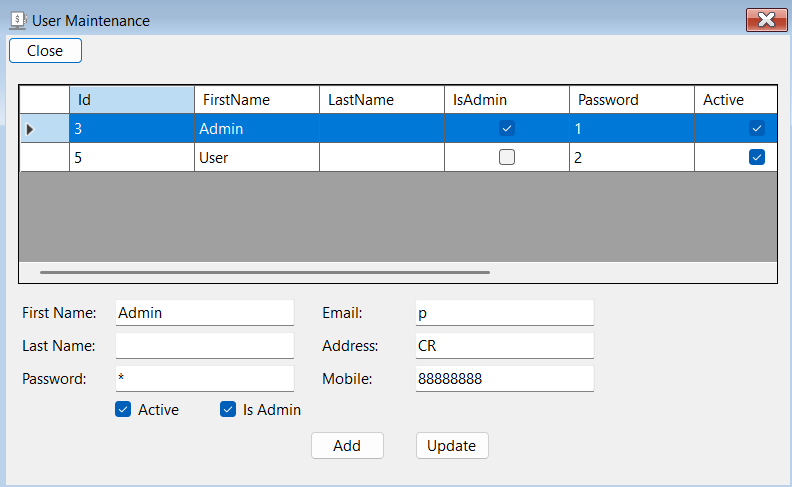 User Maintenance
Close
Id FirstName LastName IsAdmin Password Active
3 Admin 1
5 User 2
First Name: Admin Email: p
Last Name: Address: CR
Password: * Mobile: 88888888
Active Is Admin
Add Update